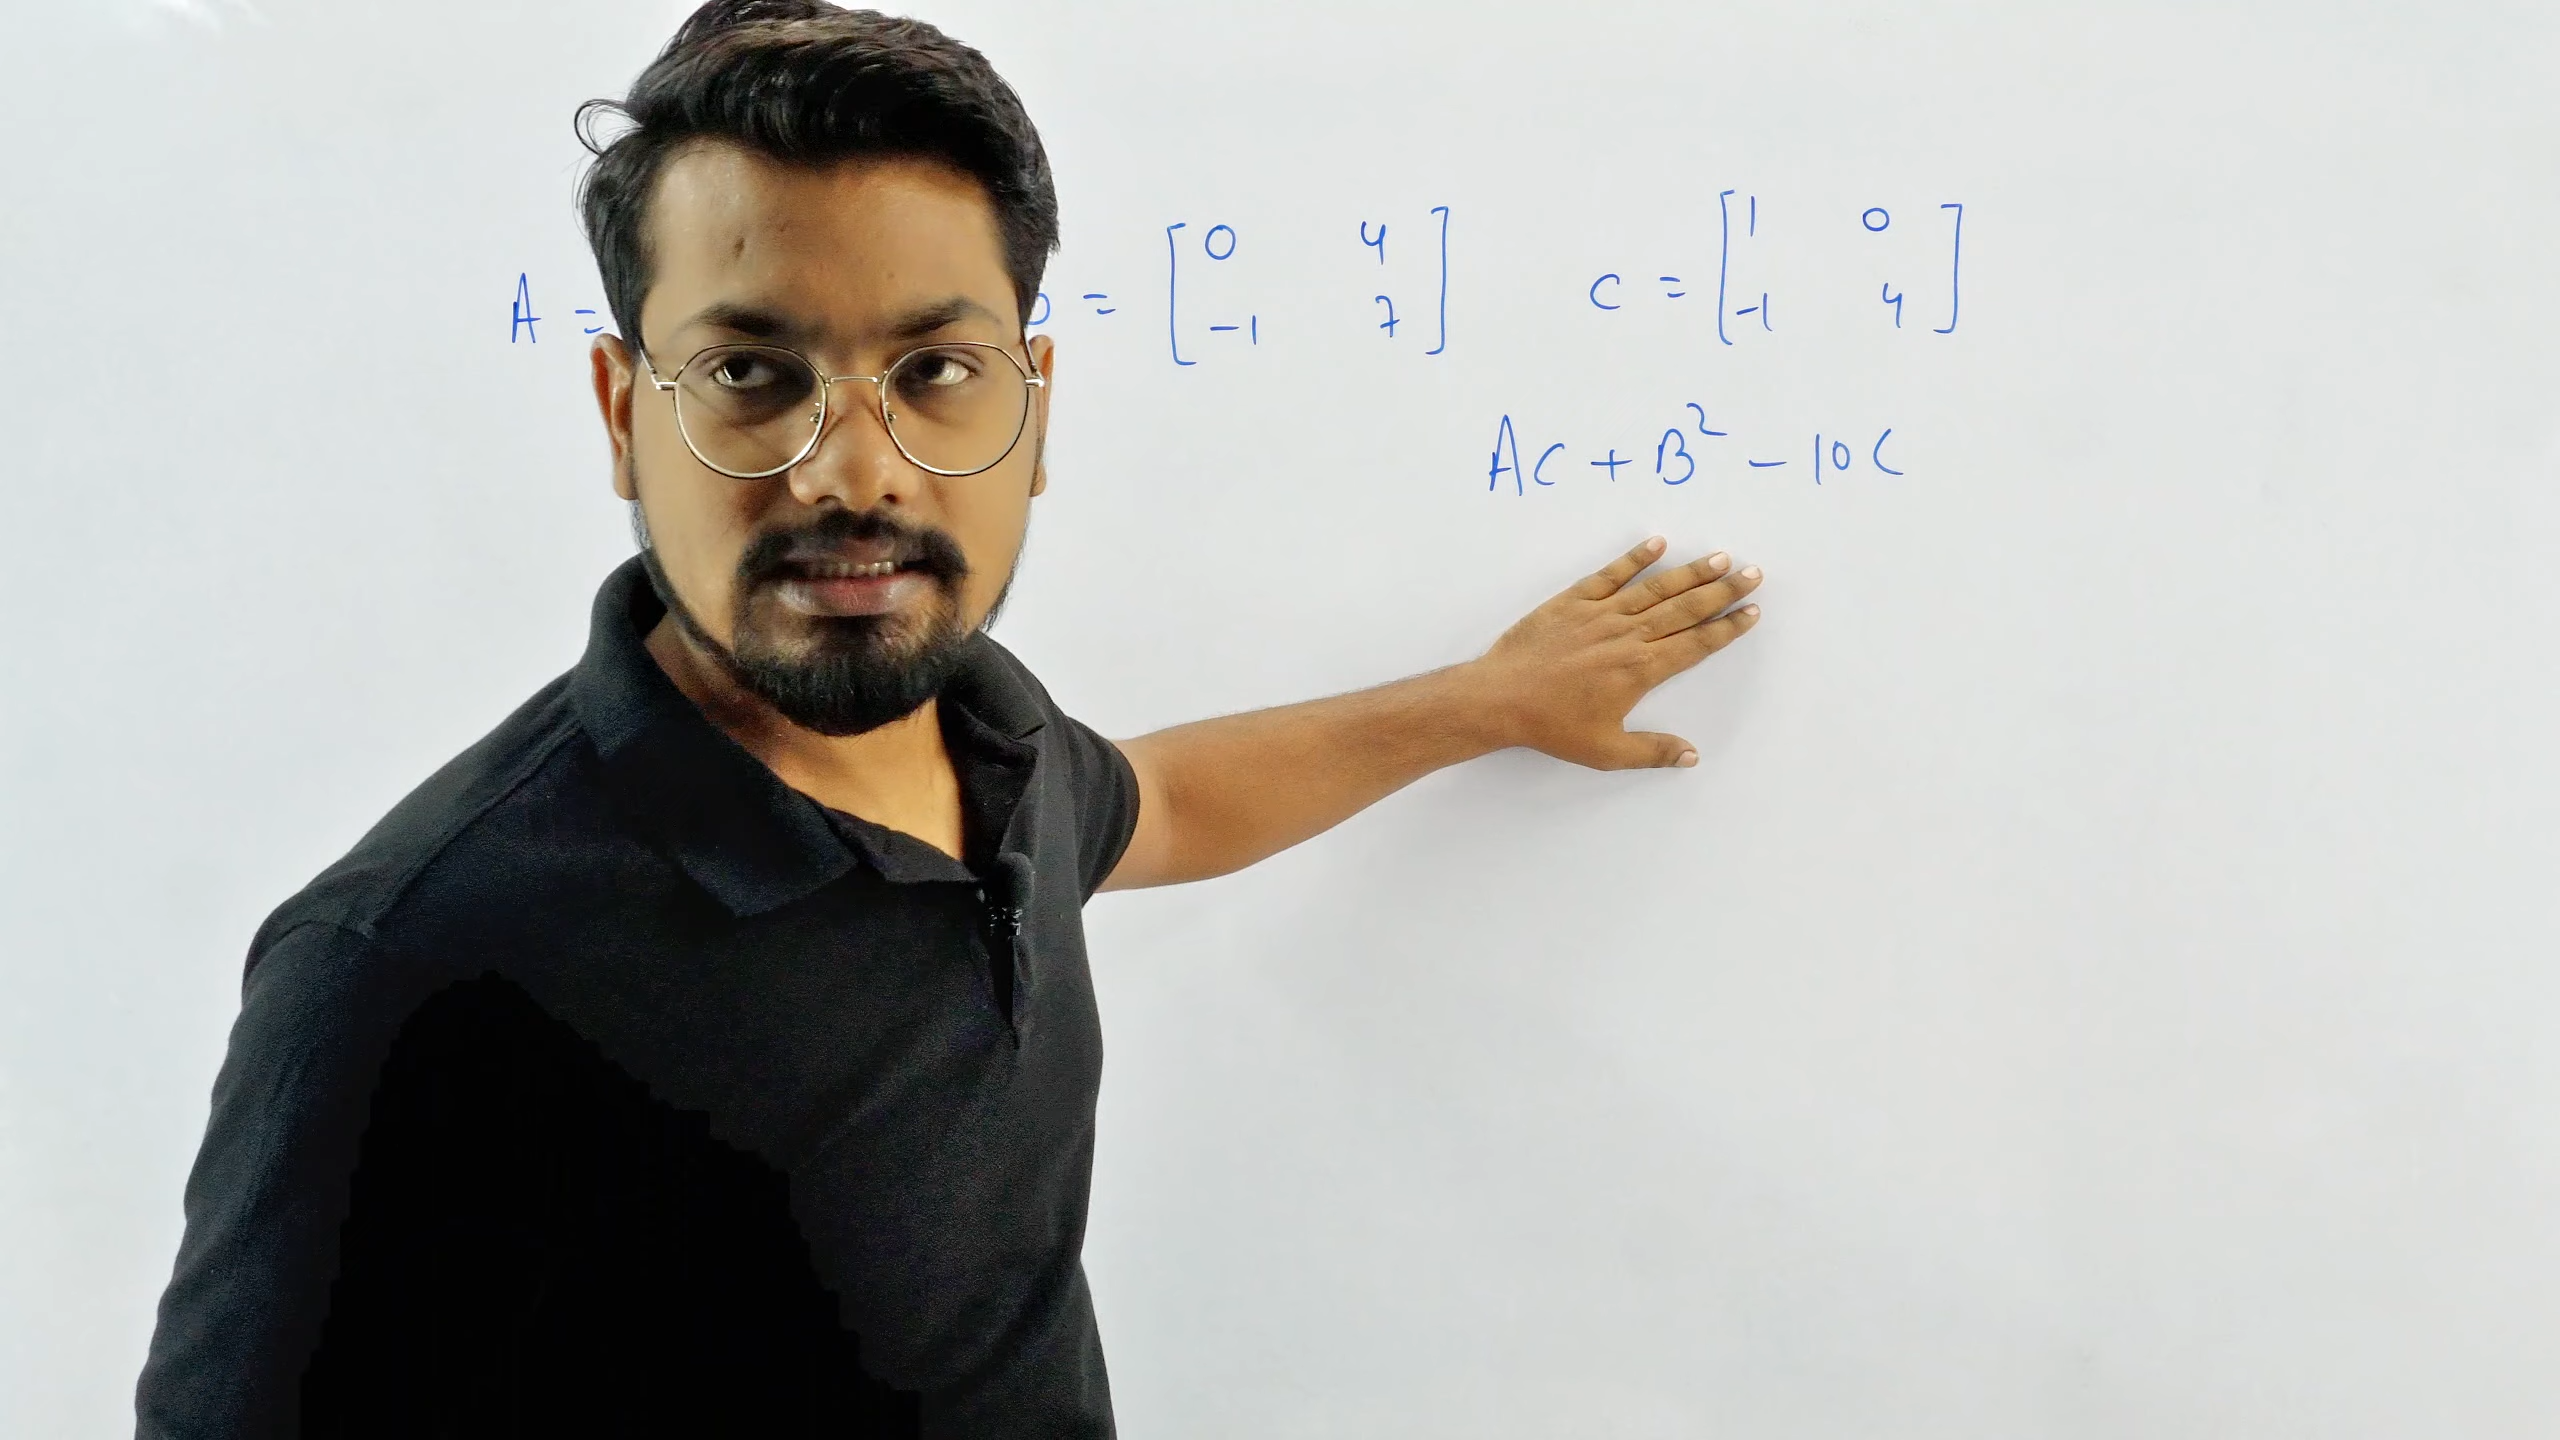 A = = [ 0 4 ] C = [ 1 0 ]
[ -1 7 ] [ -1 4 ]
AC + B² - 10C